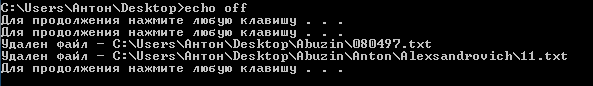 C:\Users\Антон\Desktop>echo off
Для продолжения нажмите любую клавишу . . .
Для продолжения нажмите любую клавишу . . .
Удален файл - C:\Users\Антон\Desktop\Abuzin\080497.txt
Удален файл - C:\Users\Антон\Desktop\Abuzin\Anton\Alexsandrovich\11.txt
Для продолжения нажмите любую клавишу . . .